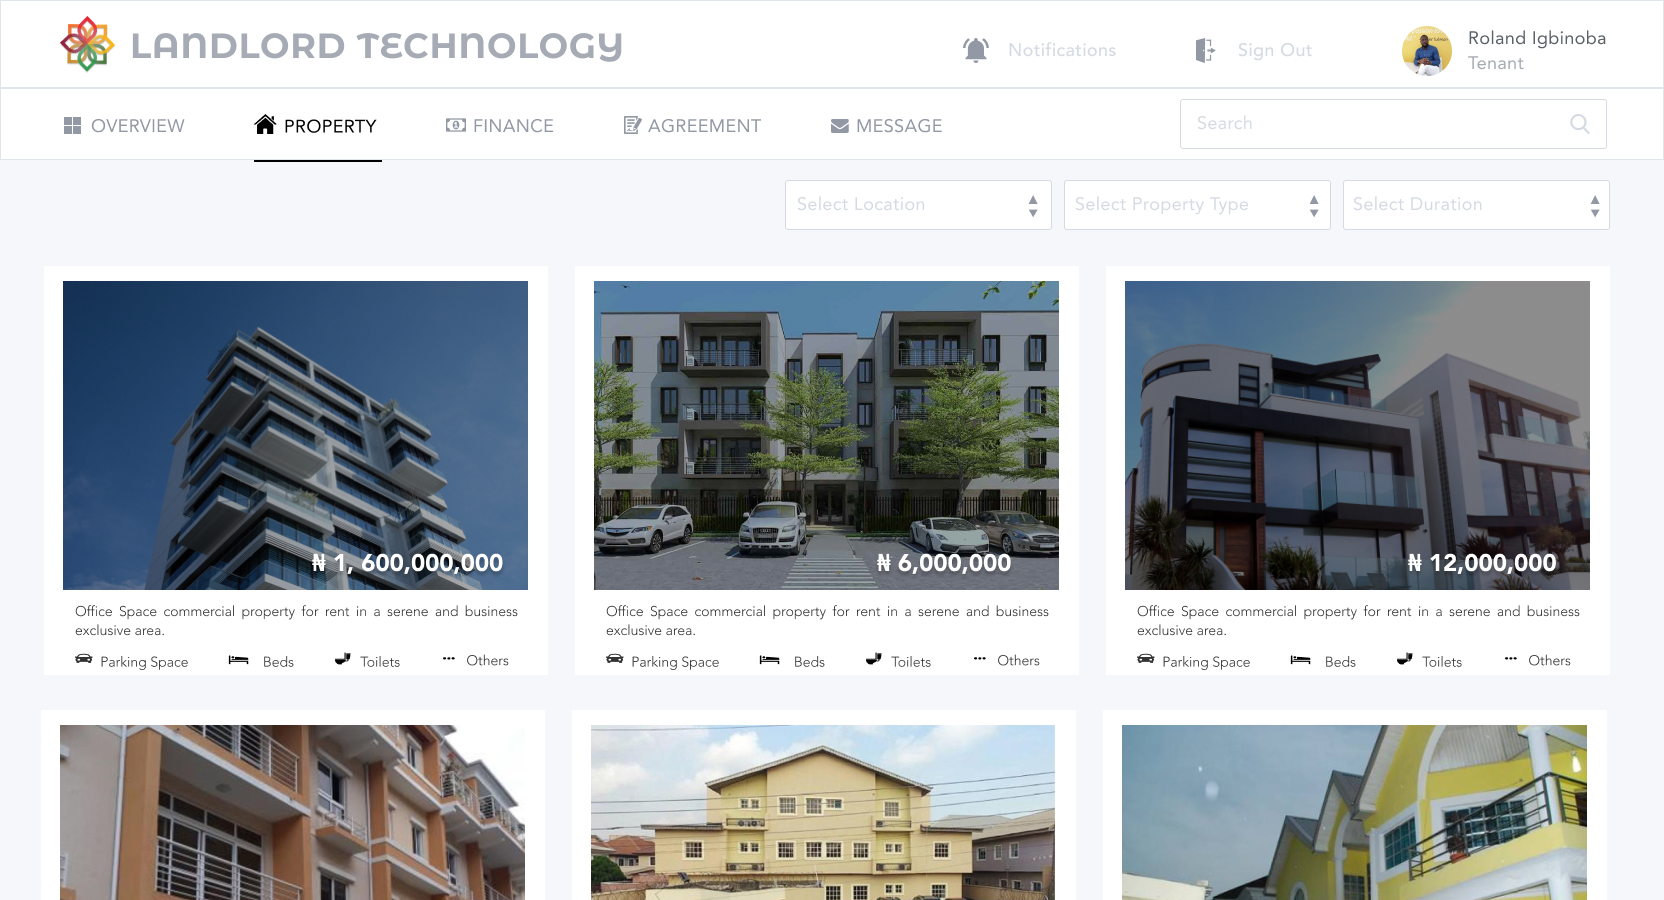 LANDLORD TECHNOLOGY
Notifications
Sign Out
Roland Igbinoba
Tenant
OVERVIEW
PROPERTY
FINANCE
AGREEMENT
MESSAGE
Search
Select Location
Select Property Type
Select Duration
₦ 1, 600,000,000
₦ 6,000,000
₦ 12,000,000
Office Space commercial property for rent in a serene and business
exclusive area.
Parking Space
Beds
Toilets
Others
Office Space commercial property for rent in a serene and business
exclusive area.
Parking Space
Beds
Toilets
Others
Office Space commercial property for rent in a serene and business
exclusive area.
Parking Space
Beds
Toilets
Others